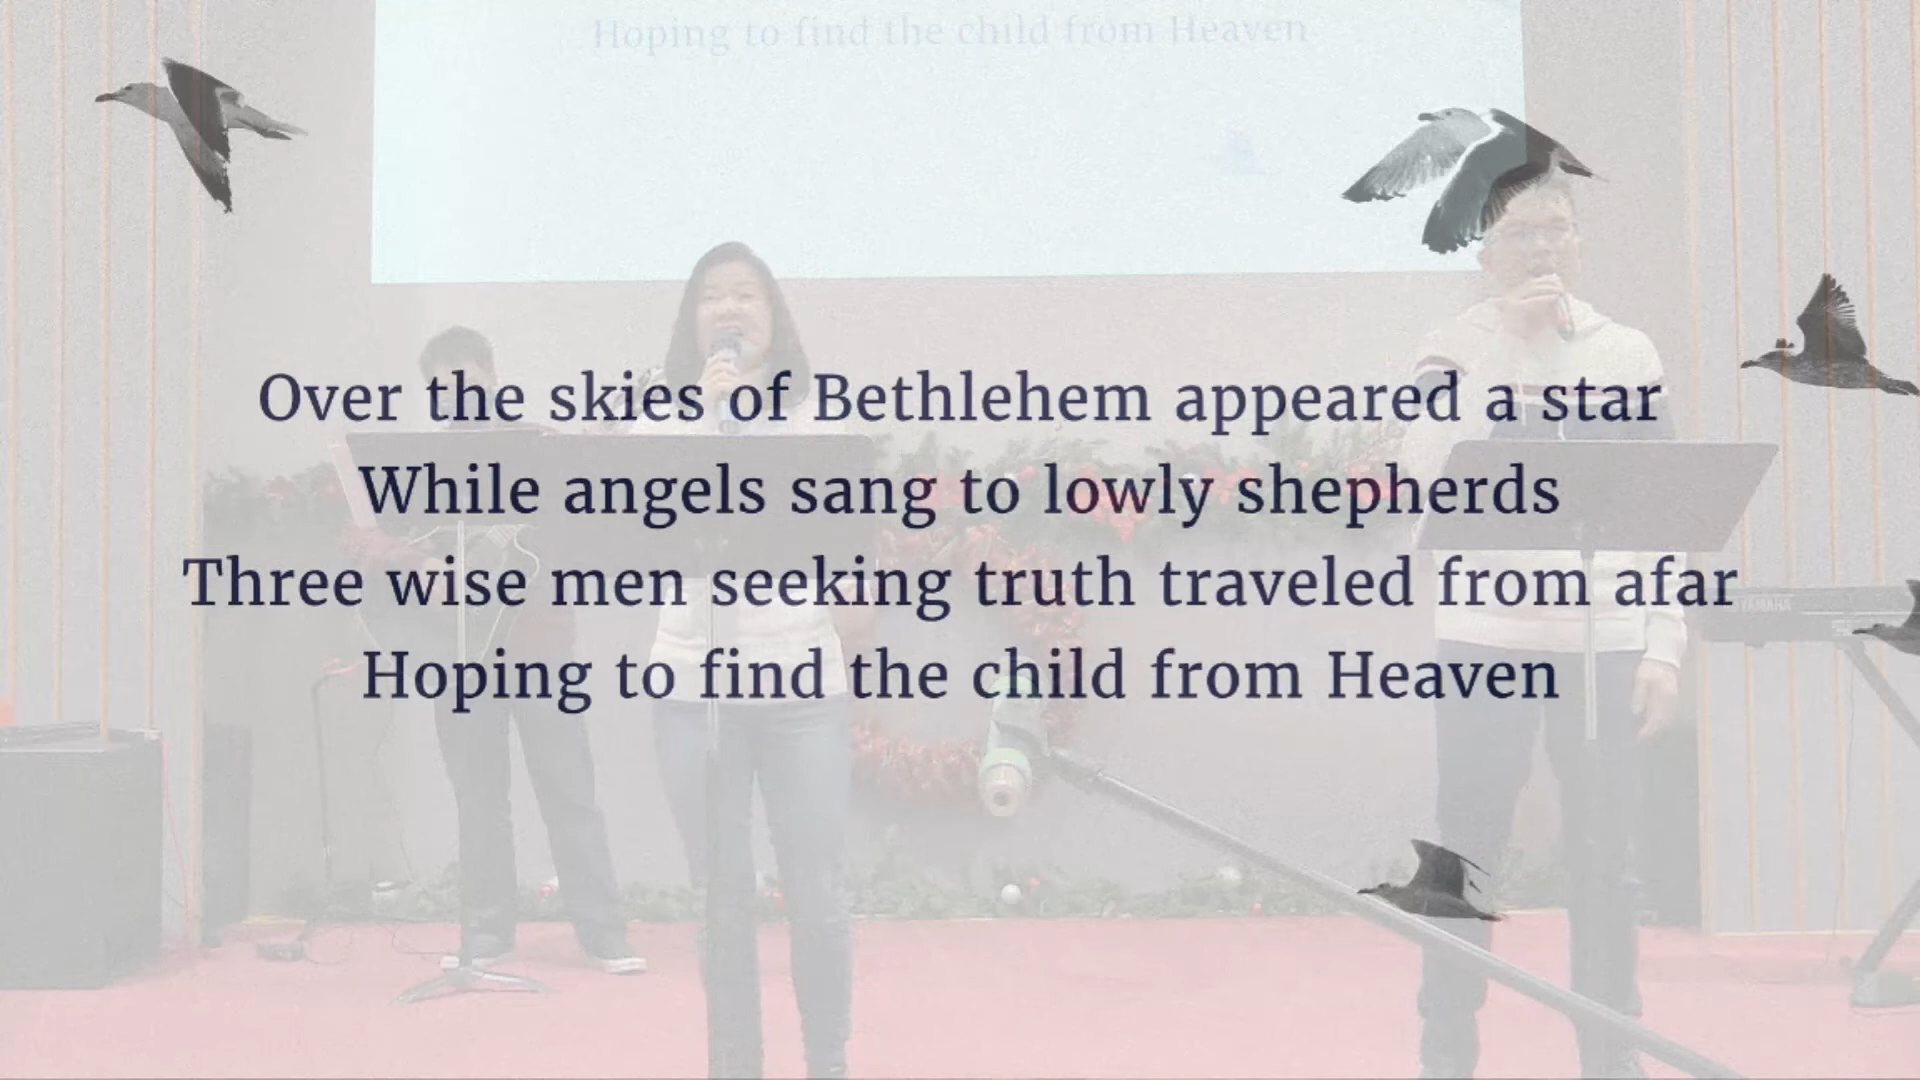 Hoping to find the child from Heaven
Over the skies of Bethlehem appeared a star
While angels sang to lowly shepherds
Three wise men seeking truth traveled from afar
Hoping to find the child from Heaven
YAMAHA